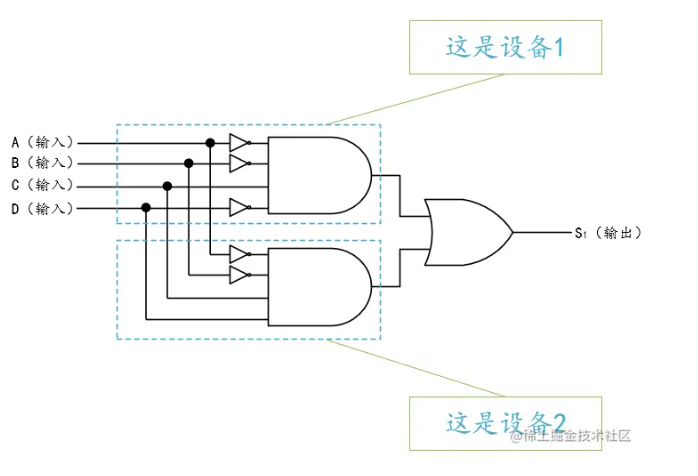 这是设备1
A（输入）
B（输入）
C（输入）
D（输入）
S₁（输出）
这是设备2
@稀土掘金技术社区